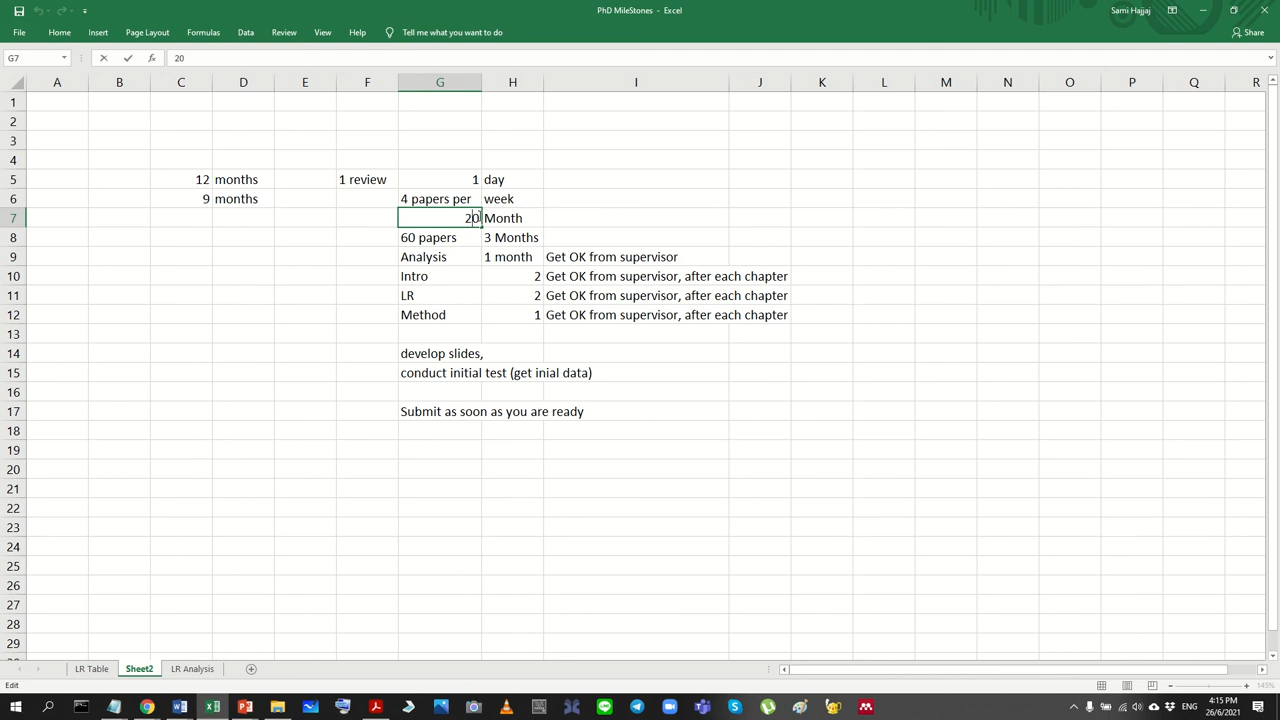 PhD MileStones - Excel
Sami Hajjaj
File Home Insert Page Layout Formulas Data Review View Help Tell me what you want to do
Share
G7 fx 20
A B C D E F G H I J K L M N O P Q R
1
2
3
4
5 12 months 1 review 1 day
6 9 months 4 papers per week
7 20 Month
8 60 papers 3 Months
9 Analysis 1 month Get OK from supervisor
10 Intro 2 Get OK from supervisor, after each chapter
11 LR 2 Get OK from supervisor, after each chapter
12 Method 1 Get OK from supervisor, after each chapter
13
14 develop slides,
15 conduct initial test (get inial data)
16
17 Submit as soon as you are ready
18
19
20
21
22
23
24
25
26
27
28
29
LR Table Sheet2 LR Analysis
Edit
145%
ENG
4:15 PM
26/6/2021